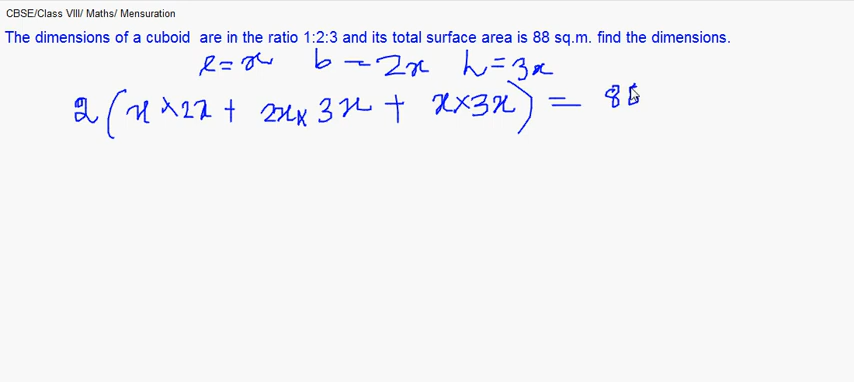 CBSE/Class VIII/ Maths/ Mensuration
The dimensions of a cuboid are in the ratio 1:2:3 and its total surface area is 88 sq.m. find the dimensions.
l = x b = 2x h = 3x
2 ( x × 2x + 2x × 3x + x × 3x ) = 88